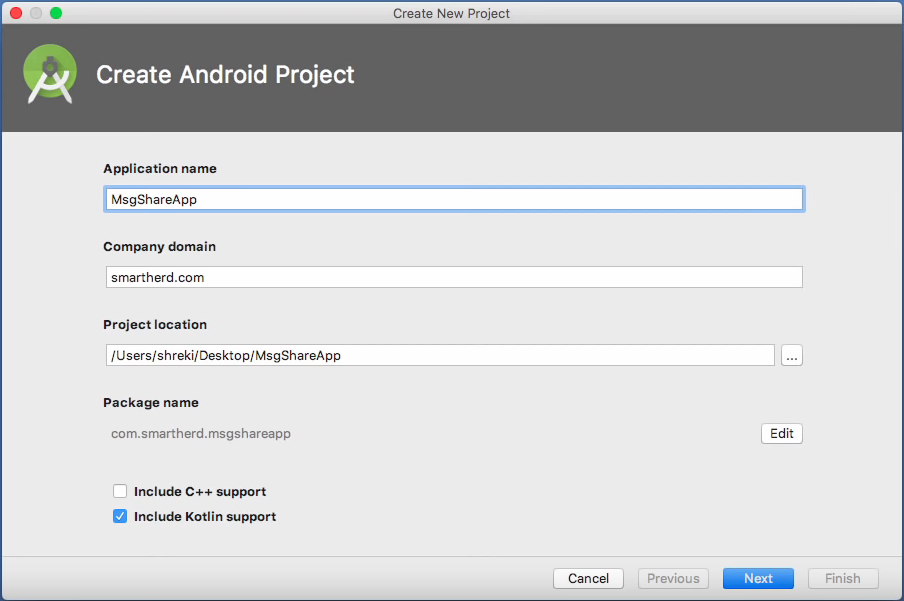 Create New Project
Create Android Project
Application name
MsgShareApp
Company domain
smartherd.com
Project location
/Users/shreki/Desktop/MsgShareApp
...
Package name
com.smartherd.msgshareapp
Edit
Include C++ support
Include Kotlin support
Cancel Previous Next Finish